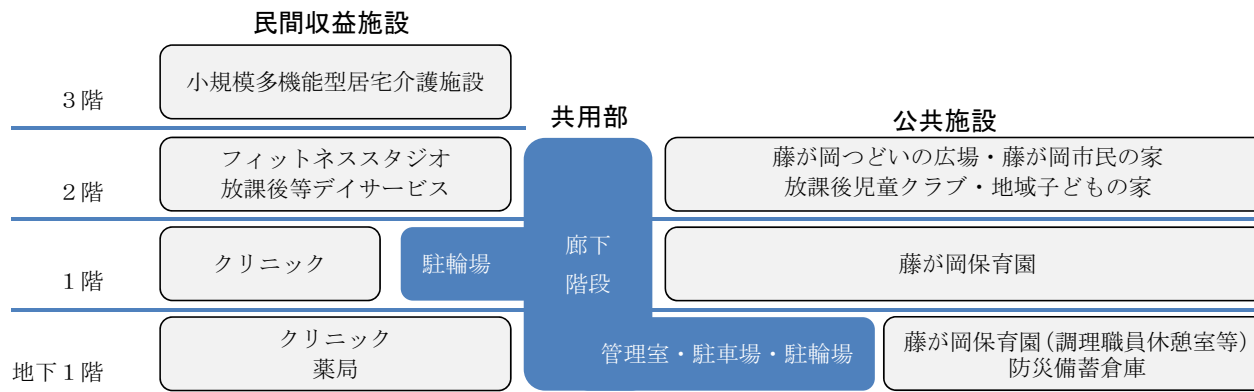 民間収益施設
3階
小規模多機能型居宅介護施設
共用部
公共施設
2階
フィットネススタジオ
放課後等デイサービス
藤が岡つどいの広場・藤が岡市民の家
放課後児童クラブ・地域子どもの家
1階
クリニック
駐輪場
廊下
階段
藤が岡保育園
地下1階
クリニック
薬局
管理室・駐車場・駐輪場
藤が岡保育園(調理職員休憩室等)
防災備蓄倉庫